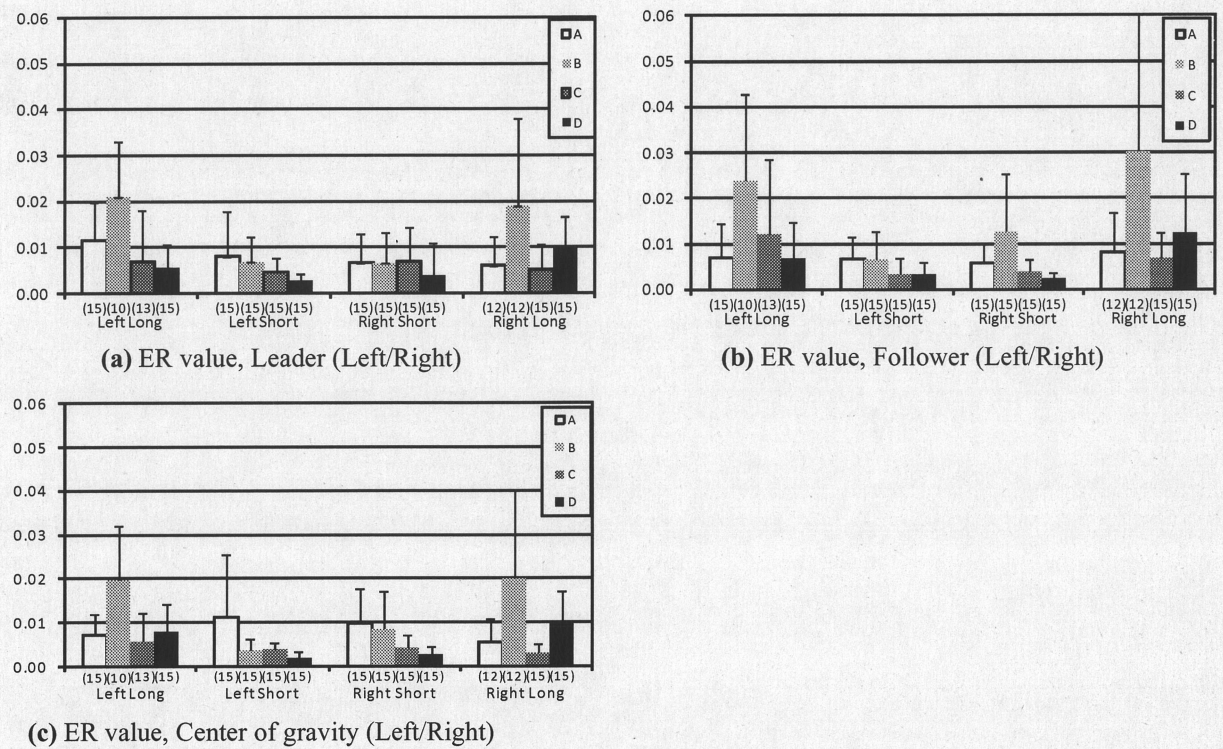 0.06
0.05
0.04
0.03
0.02
0.01
0.00
A
B
C
D
(15)(10)(13)(15) (15)(15)(15)(15) (15)(15)(15)(15) (12)(12)(15)(15)
Left Long Left Short Right Short Right Long
(a) ER value, Leader (Left/Right)
0.06
0.05
0.04
0.03
0.02
0.01
0.00
A
B
C
D
(15)(10)(13)(15) (15)(15)(15)(15) (15)(15)(15)(15) (12)(12)(15)(15)
Left Long Left Short Right Short Right Long
(b) ER value, Follower (Left/Right)
0.06
0.05
0.04
0.03
0.02
0.01
0.00
A
B
C
D
(15)(10)(13)(15) (15)(15)(15)(15) (15)(15)(15)(15) (12)(12)(15)(15)
Left Long Left Short Right Short Right Long
(c) ER value, Center of gravity (Left/Right)